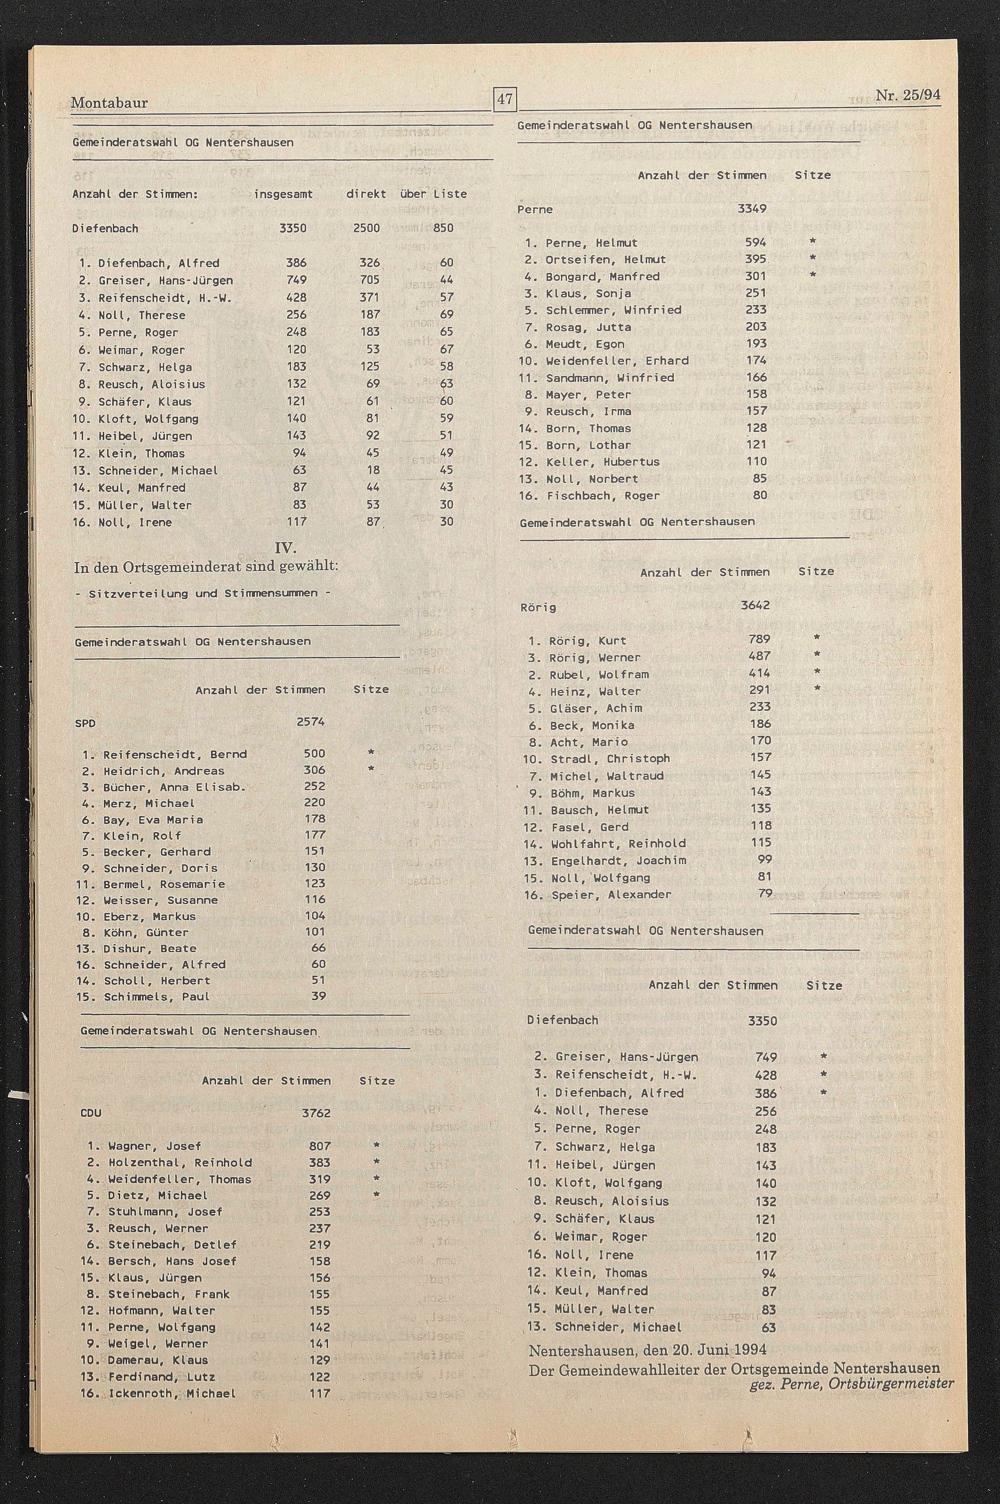 Montabaur
47
Nr. 25/94
Gemeinderatswahl OG Nentershausen
Anzahl der Stimmen: insgesamt direkt über Liste
Diefenbach 3350 2500 850
1. Diefenbach, Alfred 386 326 60
2. Greiser, Hans-Jürgen 749 705 44
3. Reifenscheidt, H.-W. 428 371 57
4. Noll, Therese 256 187 69
5. Perne, Roger 248 183 65
6. Weimar, Roger 120 53 67
7. Schwarz, Helga 183 125 58
8. Reusch, Aloisius 132 69 63
9. Schäfer, Klaus 121 61 60
10. Kloft, Wolfgang 140 81 59
11. Heibel, Jürgen 143 92 51
12. Klein, Thomas 94 45 49
13. Schneider, Michael 63 18 45
14. Keul, Manfred 87 44 43
15. Müller, Walter 83 53 30
16. Noll, Irene 117 87 30
IV.
In den Ortsgemeinderat sind gewählt:
- Sitzverteilung und Stimmensummen -
Gemeinderatswahl OG Nentershausen
Anzahl der Stimmen Sitze
SPD 2574
1. Reifenscheidt, Bernd 500 *
2. Heidrich, Andreas 306 *
3. Bücher, Anna Elisab. 252
4. Merz, Michael 220
6. Bay, Eva Maria 178
7. Klein, Rolf 177
5. Becker, Gerhard 151
9. Schneider, Doris 130
11. Bermel, Rosemarie 123
12. Weisser, Susanne 116
10. Eberz, Markus 104
8. Köhn, Günter 101
13. Dishur, Beate 66
16. Schneider, Alfred 60
14. Scholl, Herbert 51
15. Schimmels, Paul 39
Gemeinderatswahl OG Nentershausen
Anzahl der Stimmen Sitze
CDU 3762
1. Wagner, Josef 807 *
2. Holzenthal, Reinhold 383 *
4. Weidenfeller, Thomas 319 *
5. Dietz, Michael 269 *
7. Stuhlmann, Josef 253
3. Reusch, Werner 237
6. Steinebach, Detlef 219
14. Bersch, Hans Josef 158
15. Klaus, Jürgen 156
8. Steinebach, Frank 155
12. Hofmann, Walter 155
11. Perne, Wolfgang 142
9. Weigel, Werner 141
10. Damerau, Klaus 129
13. Ferdinand, Lutz 122
16. Ickenroth, Michael 117
Gemeinderatswahl OG Nentershausen
Anzahl der Stimmen Sitze
Perne 3349
1. Perne, Helmut 594 *
2. Ortseifen, Helmut 395 *
4. Bongard, Manfred 301 *
3. Klaus, Sonja 251
5. Schlemmer, Winfried 233
7. Rosag, Jutta 203
6. Meudt, Egon 193
10. Weidenfeller, Erhard 174
11. Sandmann, Winfried 166
8. Mayer, Peter 158
9. Reusch, Irma 157
14. Born, Thomas 128
15. Born, Lothar 121
12. Keller, Hubertus 110
13. Noll, Norbert 85
16. Fischbach, Roger 80
Gemeinderatswahl OG Nentershausen
Anzahl der Stimmen Sitze
Rörig 3642
1. Rörig, Kurt 789 *
3. Rörig, Werner 487 *
2. Rubel, Wolfram 414 *
4. Heinz, Walter 291 *
5. Gläser, Achim 233
6. Beck, Monika 186
8. Acht, Mario 170
10. Stradl, Christoph 157
7. Michel, Waltraud 145
9. Böhm, Markus 143
11. Bausch, Helmut 135
12. Fasel, Gerd 118
14. Wohlfahrt, Reinhold 115
13. Engelhardt, Joachim 99
15. Noll, Wolfgang 81
16. Speier, Alexander 79
Gemeinderatswahl OG Nentershausen
Anzahl der Stimmen Sitze
Diefenbach 3350
2. Greiser, Hans-Jürgen 749 *
3. Reifenscheidt, H.-W. 428 *
1. Diefenbach, Alfred 386 *
4. Noll, Therese 256
5. Perne, Roger 248
7. Schwarz, Helga 183
11. Heibel, Jürgen 143
10. Kloft, Wolfgang 140
8. Reusch, Aloisius 132
9. Schäfer, Klaus 121
6. Weimar, Roger 120
16. Noll, Irene 117
12. Klein, Thomas 94
14. Keul, Manfred 87
15. Müller, Walter 83
13. Schneider, Michael 63
Nentershausen, den 20. Juni 1994
Der Gemeindewahlleiter der Ortsgemeinde Nentershausen
gez. Perne, Ortsbürgermeister